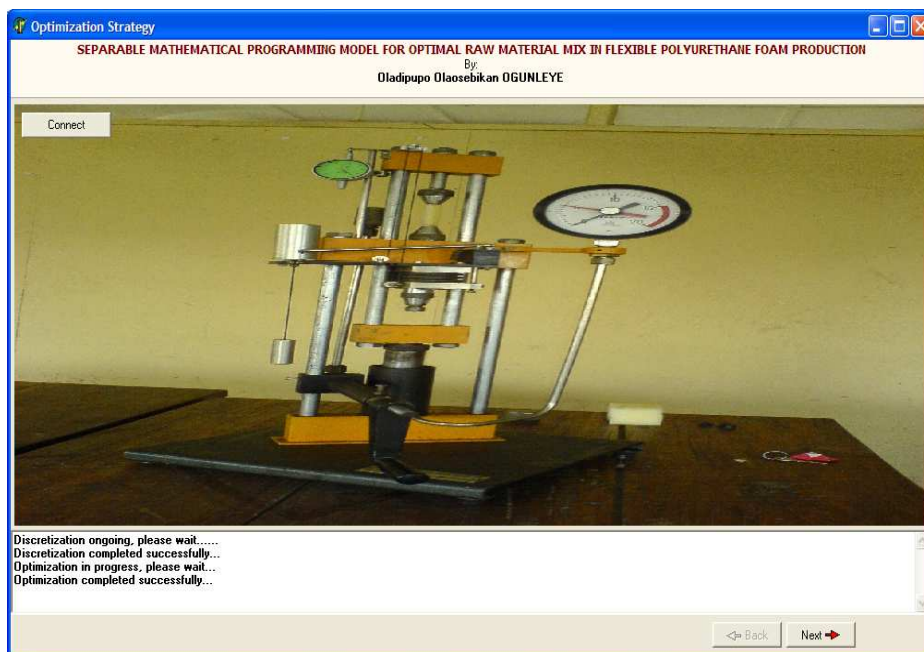 Optimization Strategy
SEPARABLE MATHEMATICAL PROGRAMMING MODEL FOR OPTIMAL RAW MATERIAL MIX IN FLEXIBLE POLYURETHANE FOAM PRODUCTION
By:
Oladipupo Olaosebikan OGUNLEYE
Connect
10
Discretization ongoing, please wait......
Discretization completed successfully...
Optimization in progress, please wait...
Optimization completed successfully...
Back
Next